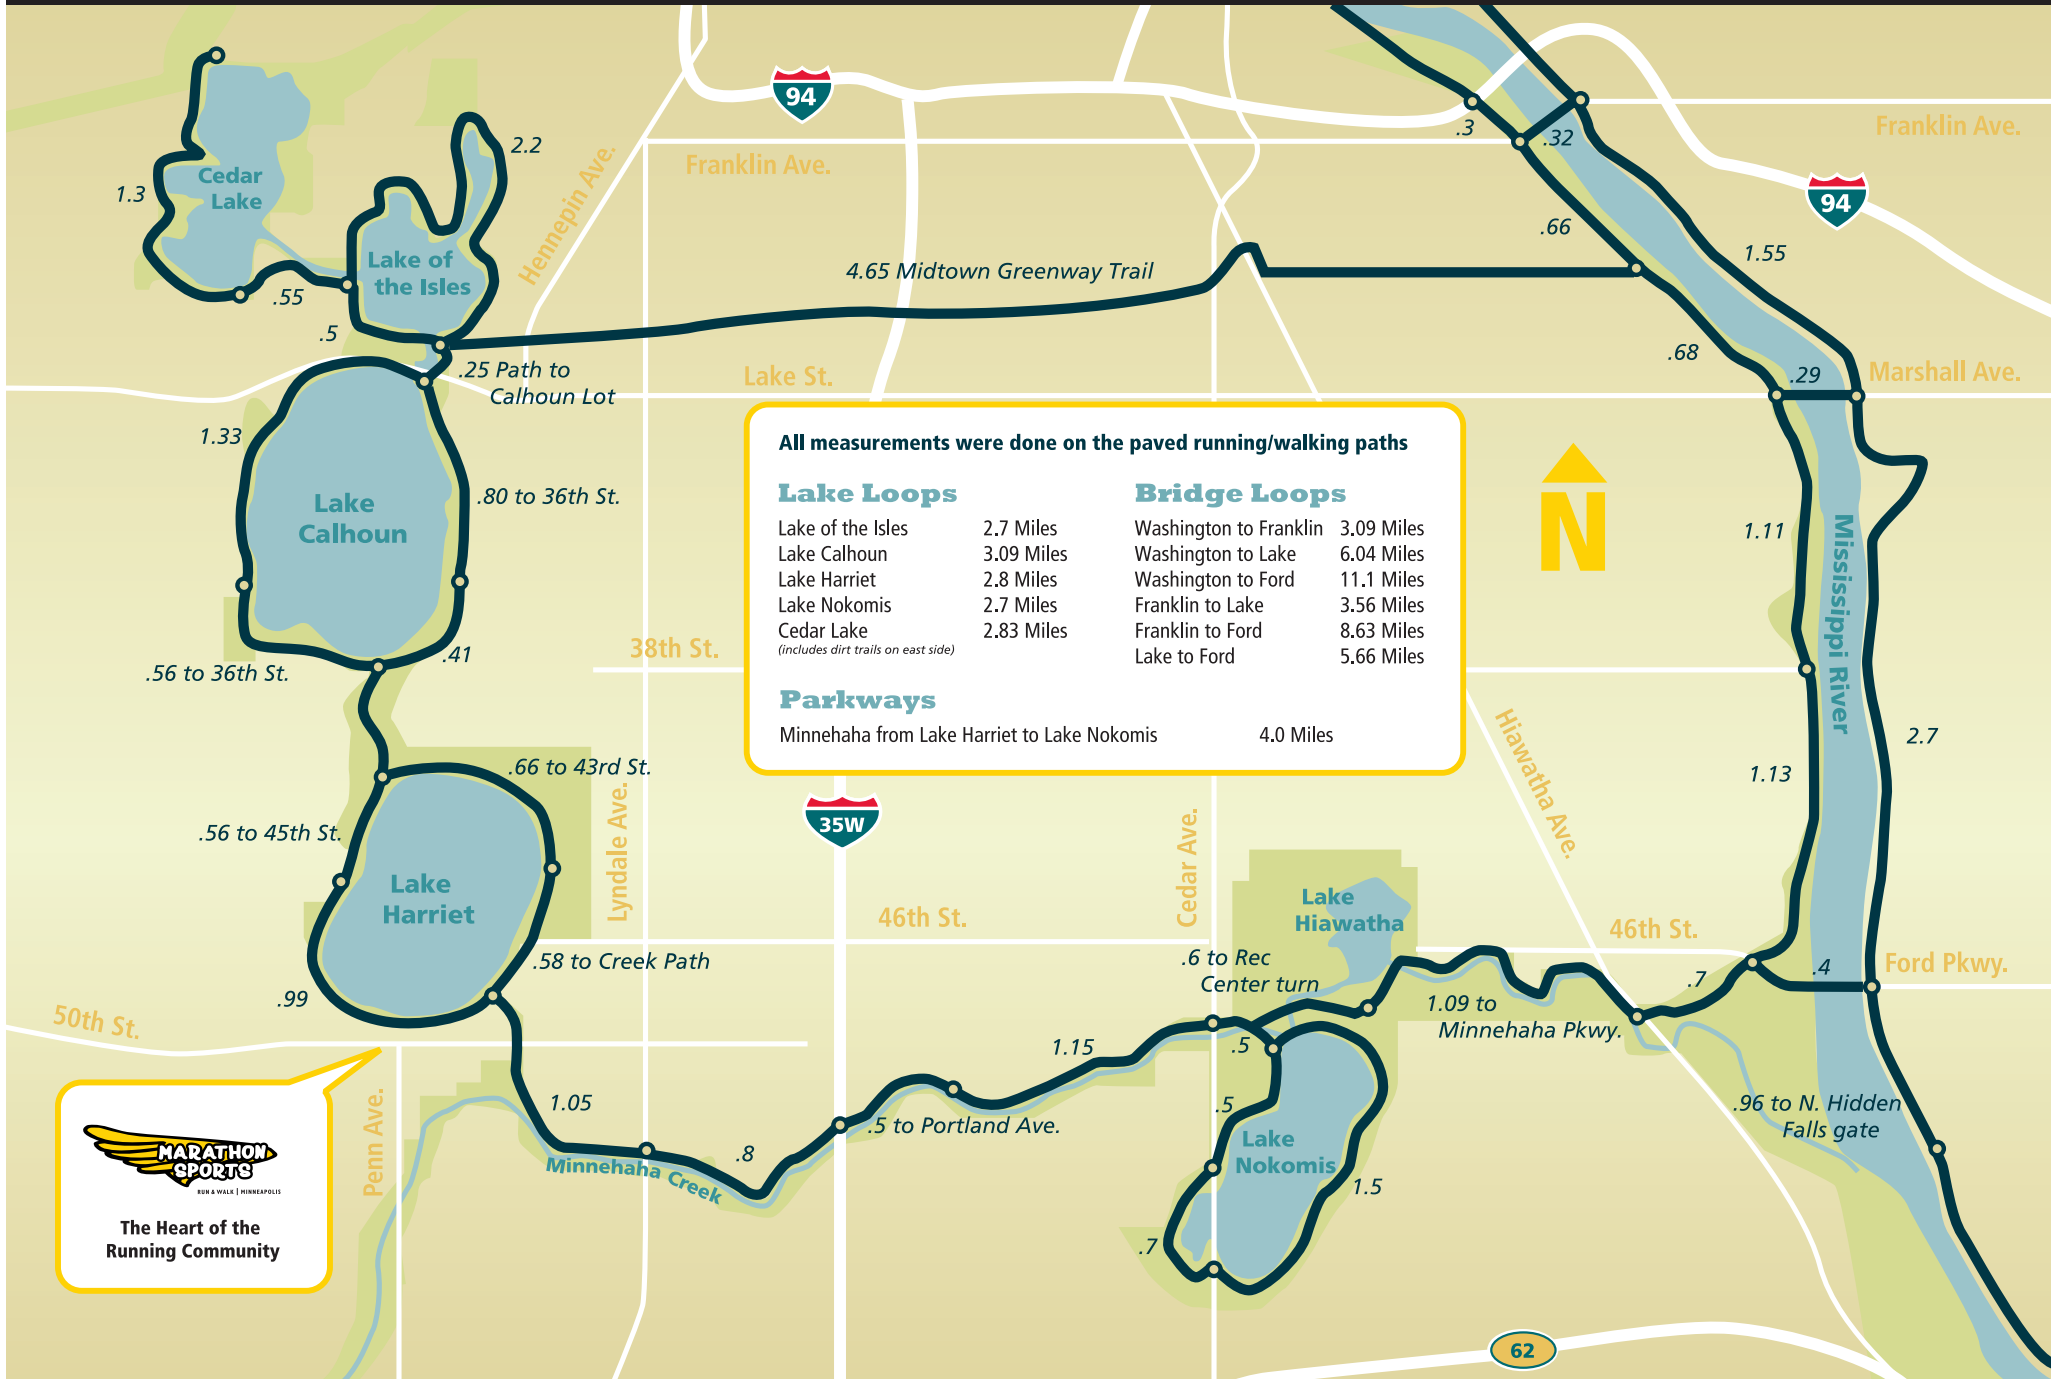 94
Franklin Ave.
Franklin Ave.
94
Hennepin Ave.
2.2
1.3
Cedar
Lake
.3
.32
.66
1.55
Lake of
the Isles
.55
.5
4.65 Midtown Greenway Trail
.25 Path to
Calhoun Lot
Lake St.
.68
.29
Marshall Ave.
1.33
Lake
Calhoun
.80 to 36th St.
.41
.56 to 36th St.
38th St.
All measurements were done on the paved running/walking paths
Lake Loops
Lake of the Isles 2.7 Miles
Lake Calhoun 3.09 Miles
Lake Harriet 2.8 Miles
Lake Nokomis 2.7 Miles
Cedar Lake 2.83 Miles
(includes dirt trails on east side)
Bridge Loops
Washington to Franklin 3.09 Miles
Washington to Lake 6.04 Miles
Washington to Ford 11.1 Miles
Franklin to Lake 3.56 Miles
Franklin to Ford 8.63 Miles
Lake to Ford 5.66 Miles
Parkways
Minnehaha from Lake Harriet to Lake Nokomis 4.0 Miles
N
1.11
Mississippi River
1.13
2.7
Hiawatha Ave.
.66 to 43rd St.
.56 to 45th St.
Lyndale Ave.
Lake
Harriet
.58 to Creek Path
.99
35W
46th St.
Cedar Ave.
Lake
Hiawatha
46th St.
.6 to Rec
Center turn
1.09 to
Minnehaha Pkwy.
.7
.4
Ford Pkwy.
50th St.
Penn Ave.
1.05
Minnehaha Creek
.8
.5 to Portland Ave.
1.15
.5
.5
Lake
Nokomis
1.5
.7
.96 to N. Hidden
Falls gate
62
MARATHON
SPORTS
RUN & WALK | MINNEAPOLIS
The Heart of the
Running Community